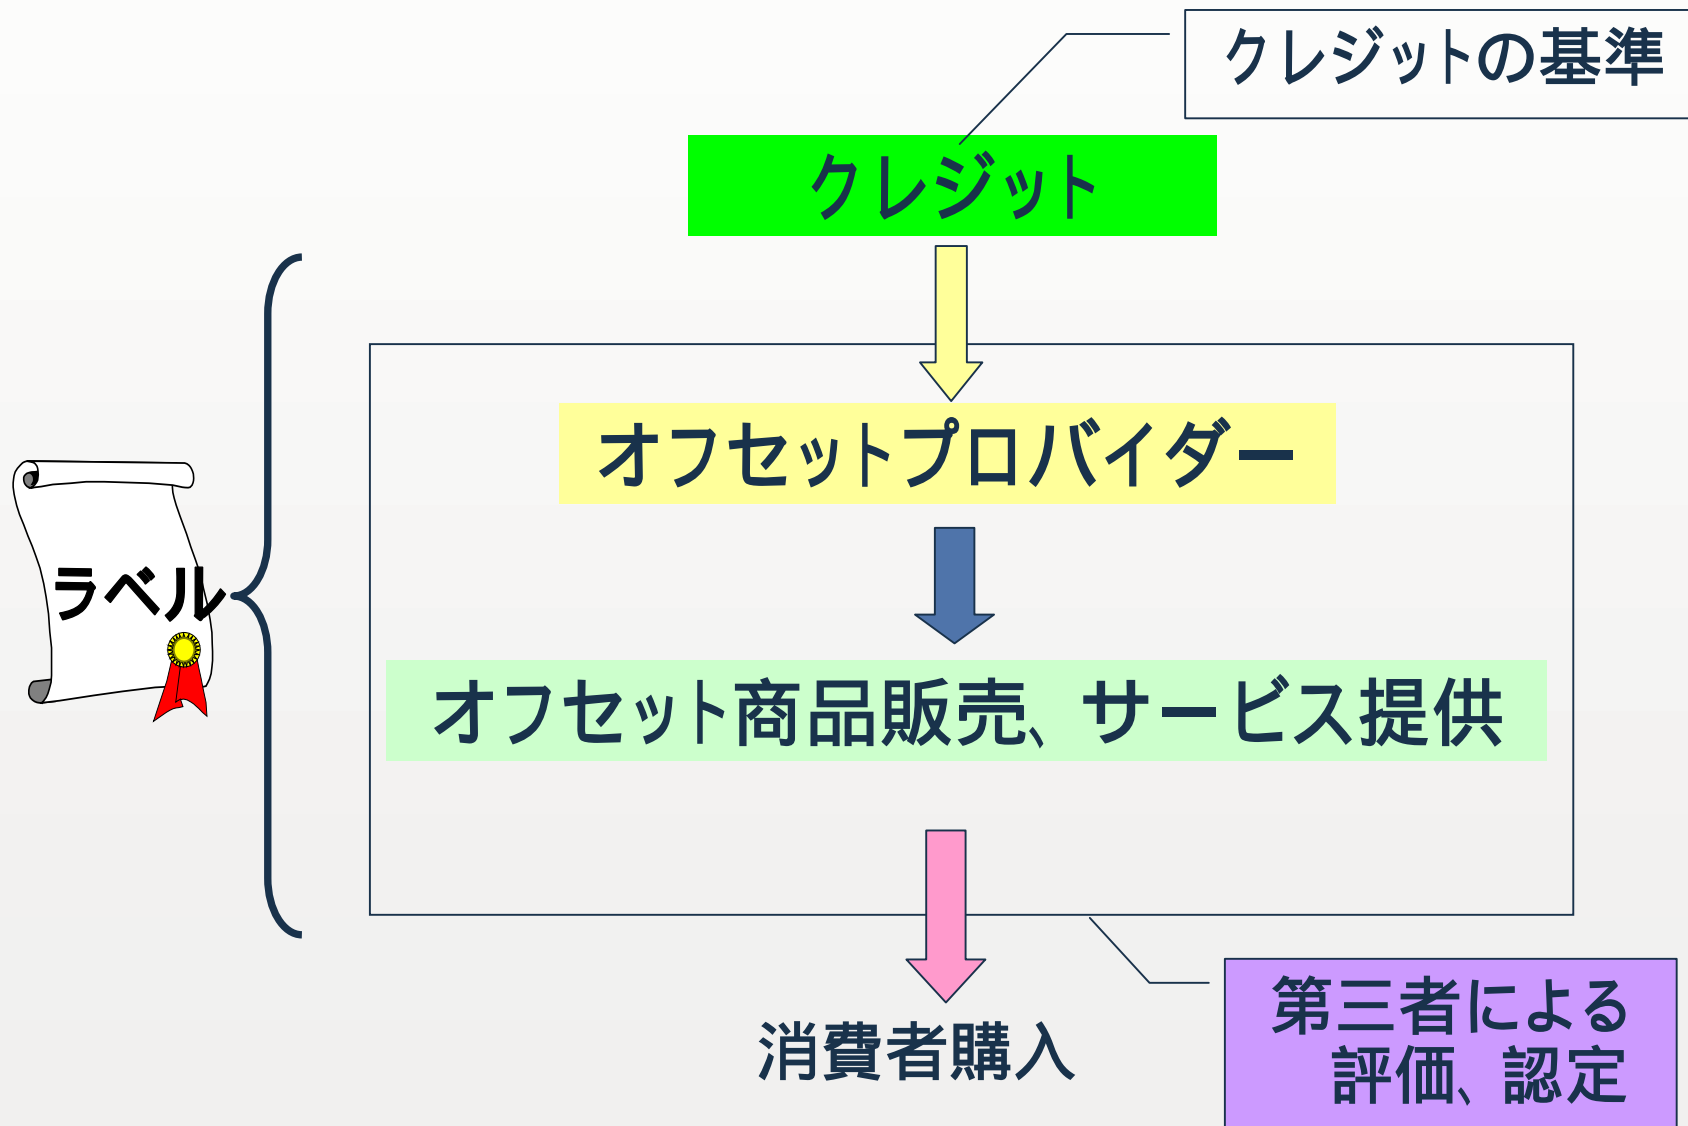 クレジットの基準
クレジット
オフセットプロバイダー
ラベル
オフセット商品販売、サービス提供
消費者購入
第三者による
評価、認定